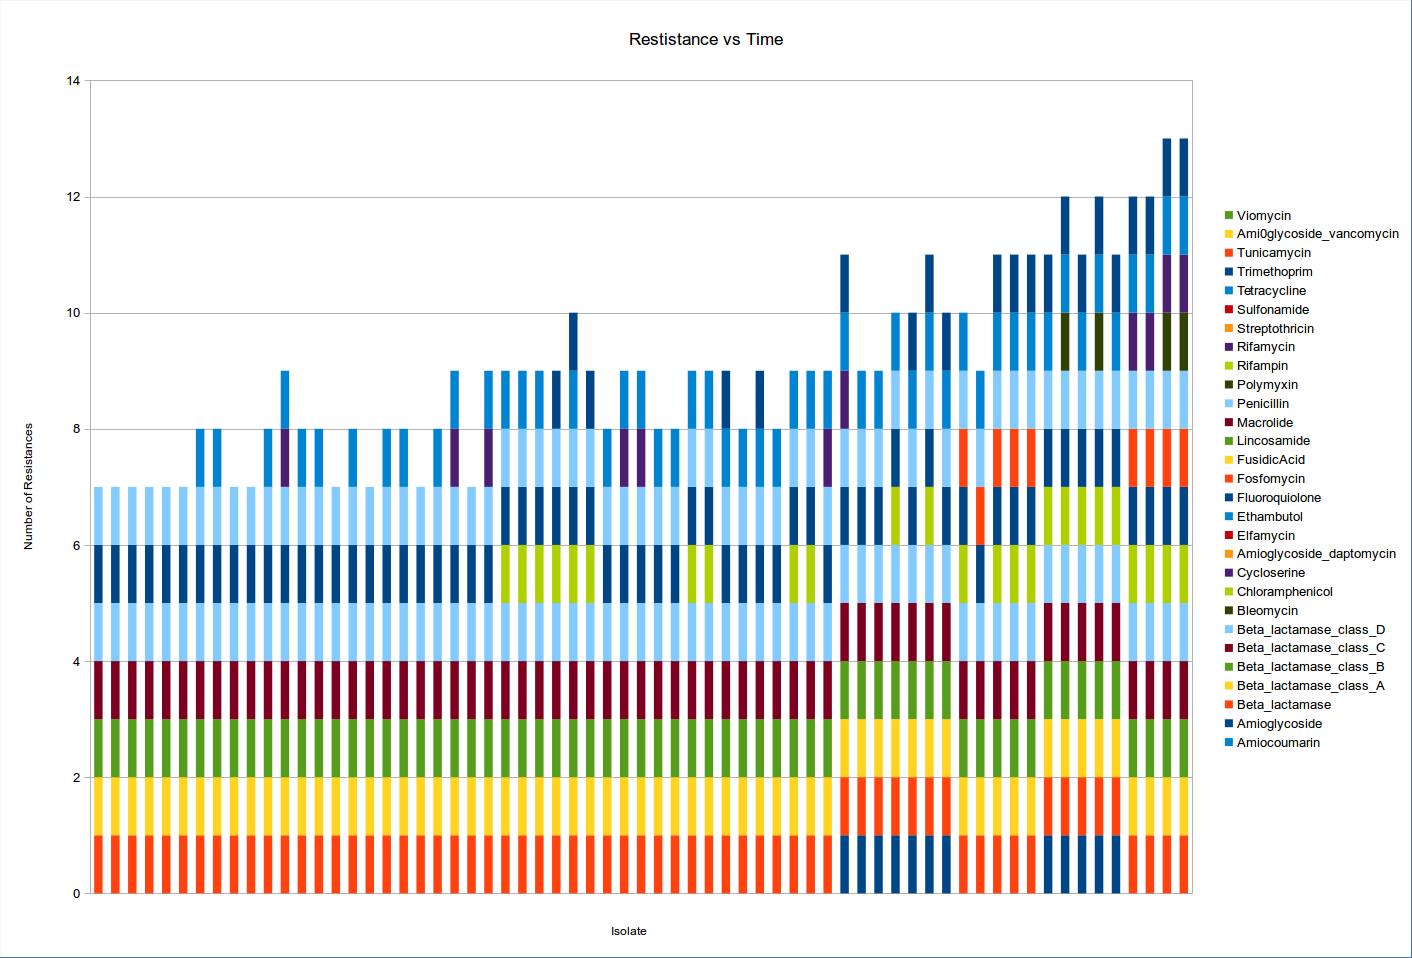 Restistance vs Time
14
12
10
8
6
4
2
0
Number of Resistances
Isolate
Viomycin
Ami0glycoside_vancomycin
Tunicamycin
Trimethoprim
Tetracycline
Sulfonamide
Streptothricin
Rifamycin
Rifampin
Polymyxin
Penicillin
Macrolide
Lincosamide
FusidicAcid
Fosfomycin
Fluoroquiolone
Ethambutol
Elfamycin
Amioglycoside_daptomycin
Cycloserine
Chloramphenicol
Bleomycin
Beta_lactamase_class_D
Beta_lactamase_class_C
Beta_lactamase_class_B
Beta_lactamase_class_A
Beta_lactamase
Amioglycoside
Amiocoumarin